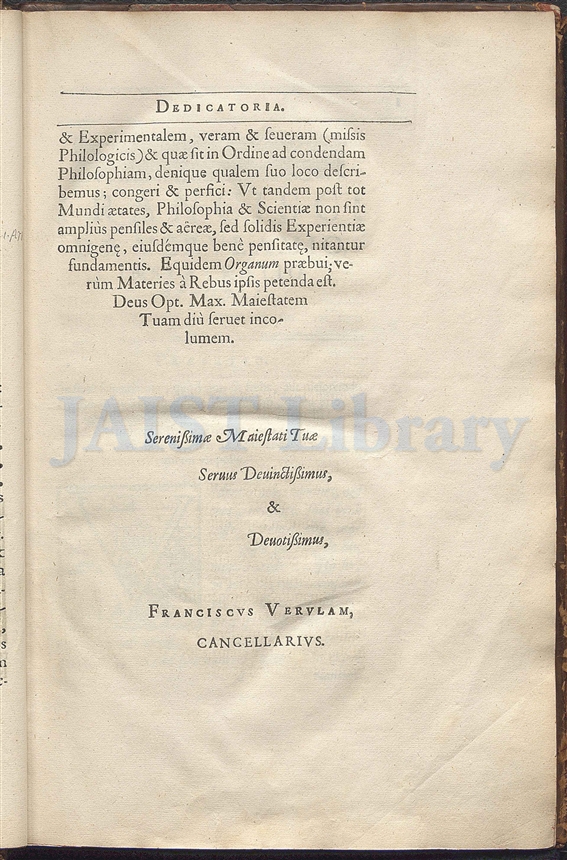 DEDICATORIA.
& Experimentalem, veram & ſeueram (miſsis
Philologicis) & quæ ſit in Ordine ad condendam
Philoſophiam, denique qualem ſuo loco deſcri-
bemus; congeri & perfici: Vt tandem poſt tot
Mundi ætates, Philoſophia & Scientiæ non ſint
ampliùs penſiles & aëreæ, ſed ſolidis Experientiæ
omnigenę, eiuſdémque benè penſitatę, nitantur
fundamentis. Equidem Organum præbui; ve-
rùm Materies à Rebus ipſis petenda eſt.
Deus Opt. Max. Maieſtatem
Tuam diù ſeruet inco-
lumem.
JAIST Library
Sereniſſimæ Maieſtati Tuæ
Seruus Deuinctiſſimus,
&
Deuotiſſimus,
FRANCISCVS VERVLAM,
CANCELLARIVS.